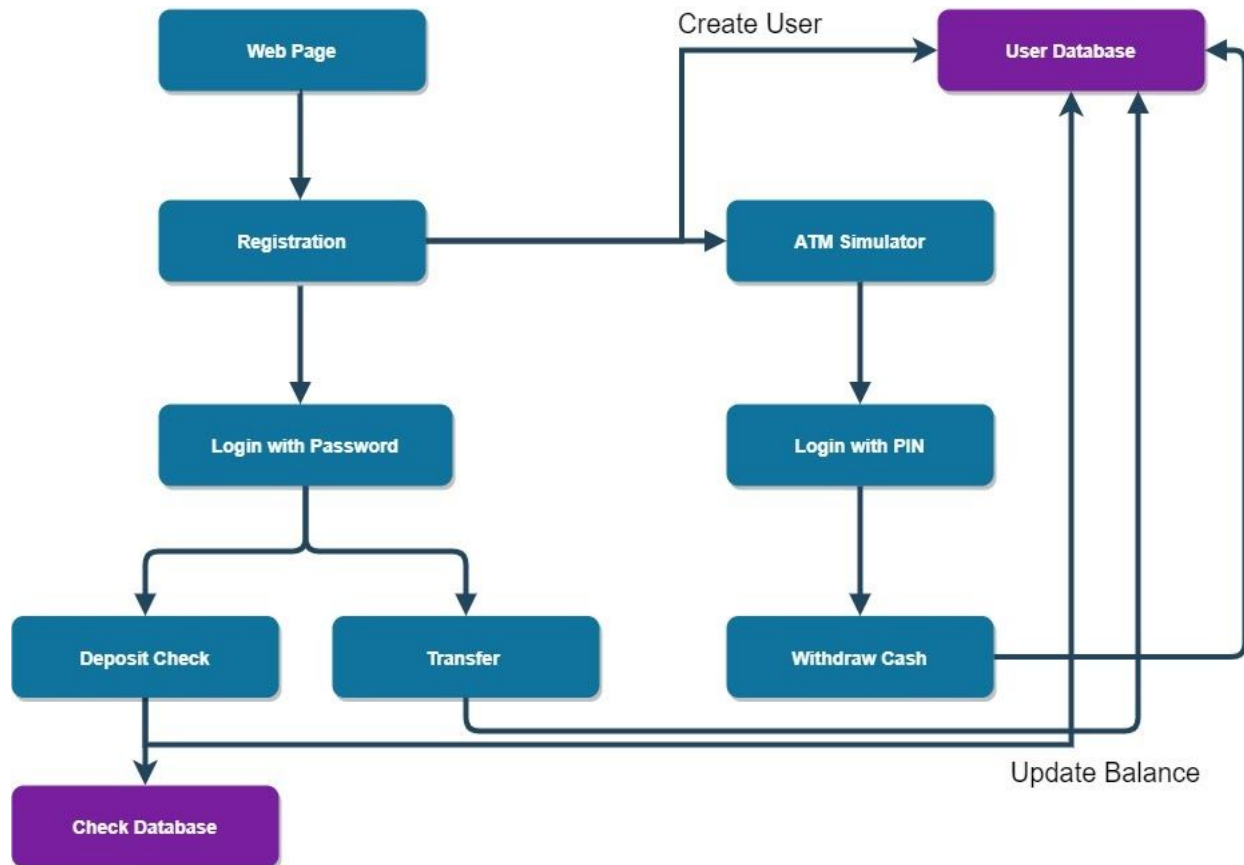 Create User
Web Page
User Database
Registration
ATM Simulator
Login with Password
Login with PIN
Deposit Check
Transfer
Withdraw Cash
Update Balance
Check Database